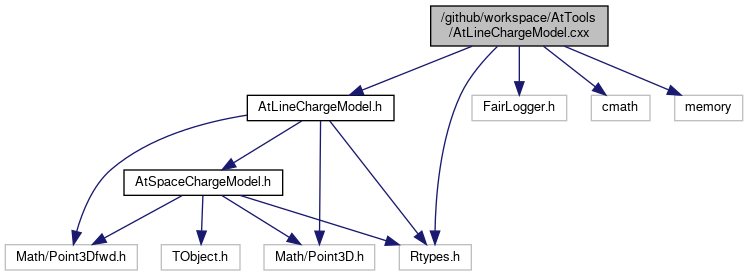 /github/workspace/AtTools
/AtLineChargeModel.cxx
AtLineChargeModel.h
FairLogger.h
cmath
memory
AtSpaceChargeModel.h
Math/Point3Dfwd.h
TObject.h
Math/Point3D.h
Rtypes.h